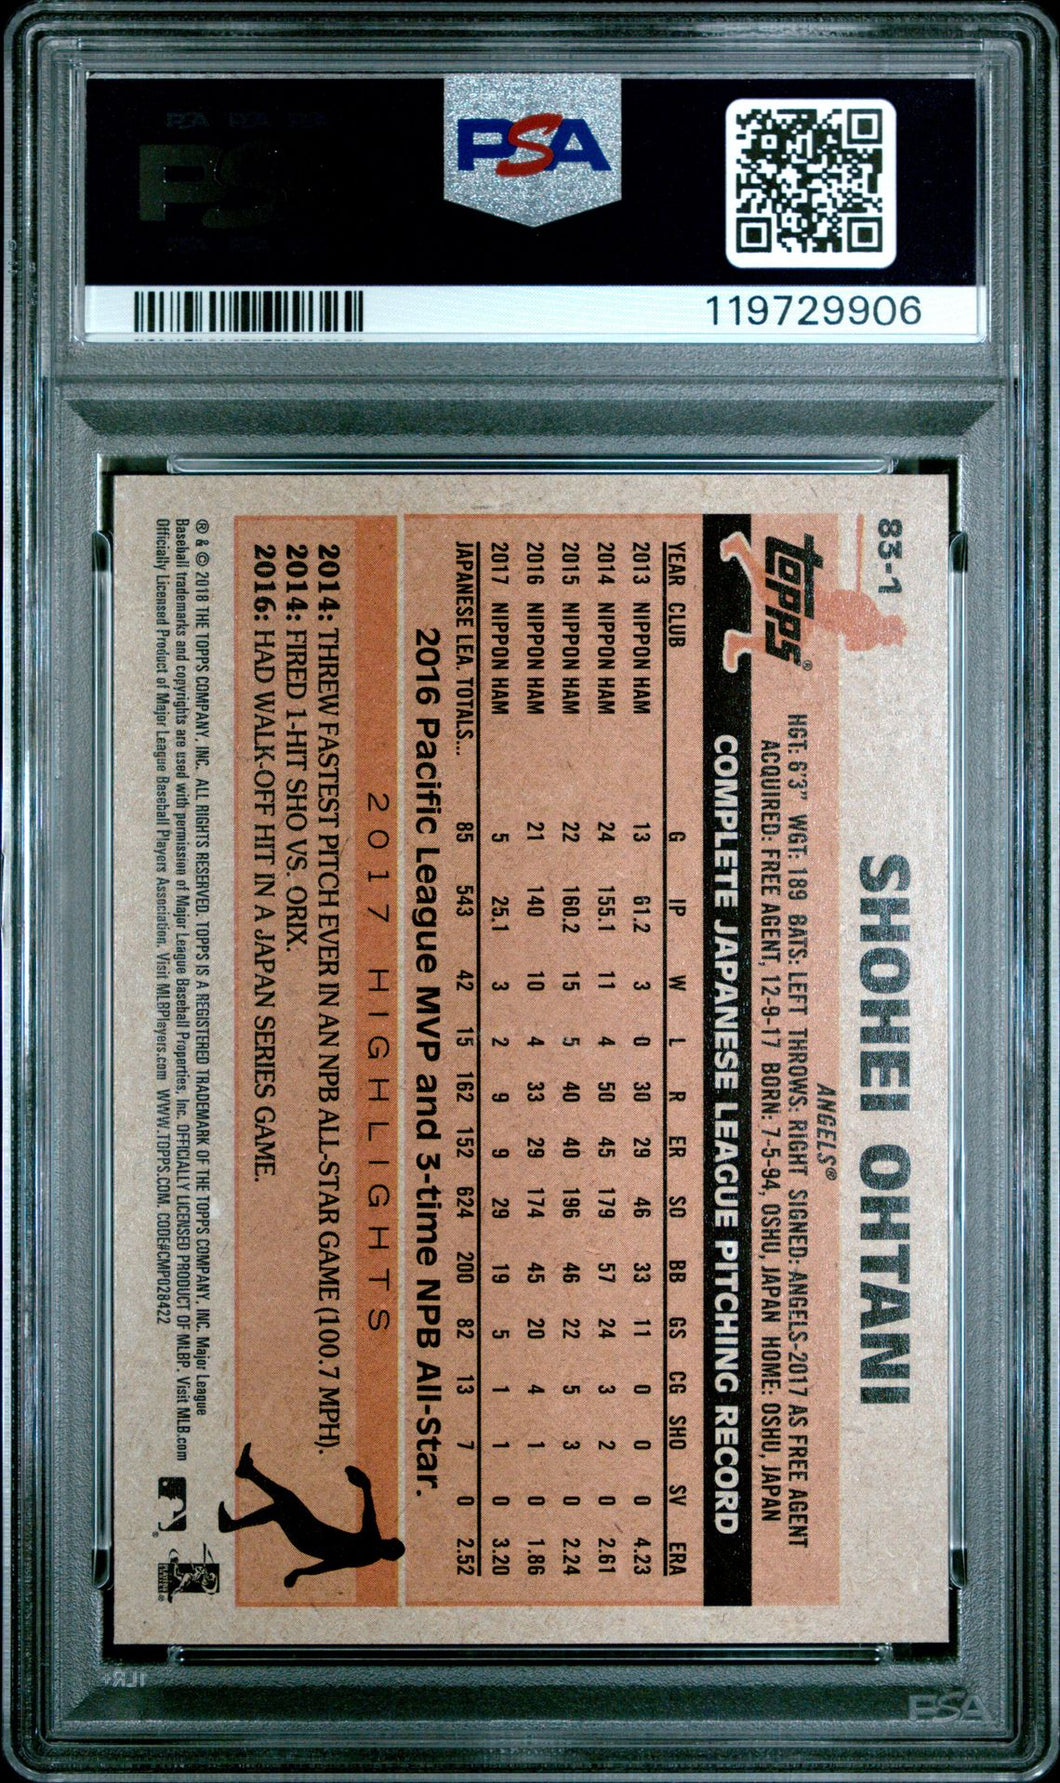 PSA
119729906
83-1
SHOHEI OHTANI
topps®
ANGELS®
HGT: 6'3" WGT: 189 BATS: LEFT THROWS: RIGHT SIGNED: ANGELS-2017 AS FREE AGENT
ACQUIRED: FREE AGENT, 12-9-17 BORN: 7-5-94, OSHU, JAPAN HOME: OSHU, JAPAN
COMPLETE JAPANESE LEAGUE PITCHING RECORD
YEAR CLUB G IP W L R ER SO BB GS CG SHO SV ERA
2013 NIPPON HAM 13 61.2 3 0 30 29 46 33 11 0 0 0 4.23
2014 NIPPON HAM 24 155.1 11 4 50 45 179 57 24 3 2 0 2.61
2015 NIPPON HAM 22 160.2 15 5 40 40 196 46 22 5 3 0 2.24
2016 NIPPON HAM 21 140 10 4 33 29 174 45 20 4 1 0 1.86
2017 NIPPON HAM 5 25.1 3 2 9 9 29 19 5 1 1 0 3.20
JAPANESE LEA. TOTALS... 85 543 42 15 162 152 624 200 82 13 7 0 2.52
2016 Pacific League MVP and 3-time NPB All-Star.
2017 HIGHLIGHTS
2014: THREW FASTEST PITCH EVER IN AN NPB ALL-STAR GAME (100.7 MPH).
2014: FIRED 1-HIT SHO VS. ORIX.
2016: HAD WALK-OFF HIT IN A JAPAN SERIES GAME.
® & © 2018 THE TOPPS COMPANY, INC. ALL RIGHTS RESERVED. TOPPS IS A REGISTERED TRADEMARK OF THE TOPPS COMPANY, INC. Major League
Baseball trademarks and copyrights are used with permission of Major League Baseball Properties, Inc. OFFICIALLY LICENSED PRODUCT OF MLBP. Visit MLB.com
Officially Licensed Product of Major League Baseball Players Association. Visit MLBPlayers.com WWW.TOPPS.COM. CODE#CMP028422
PSA